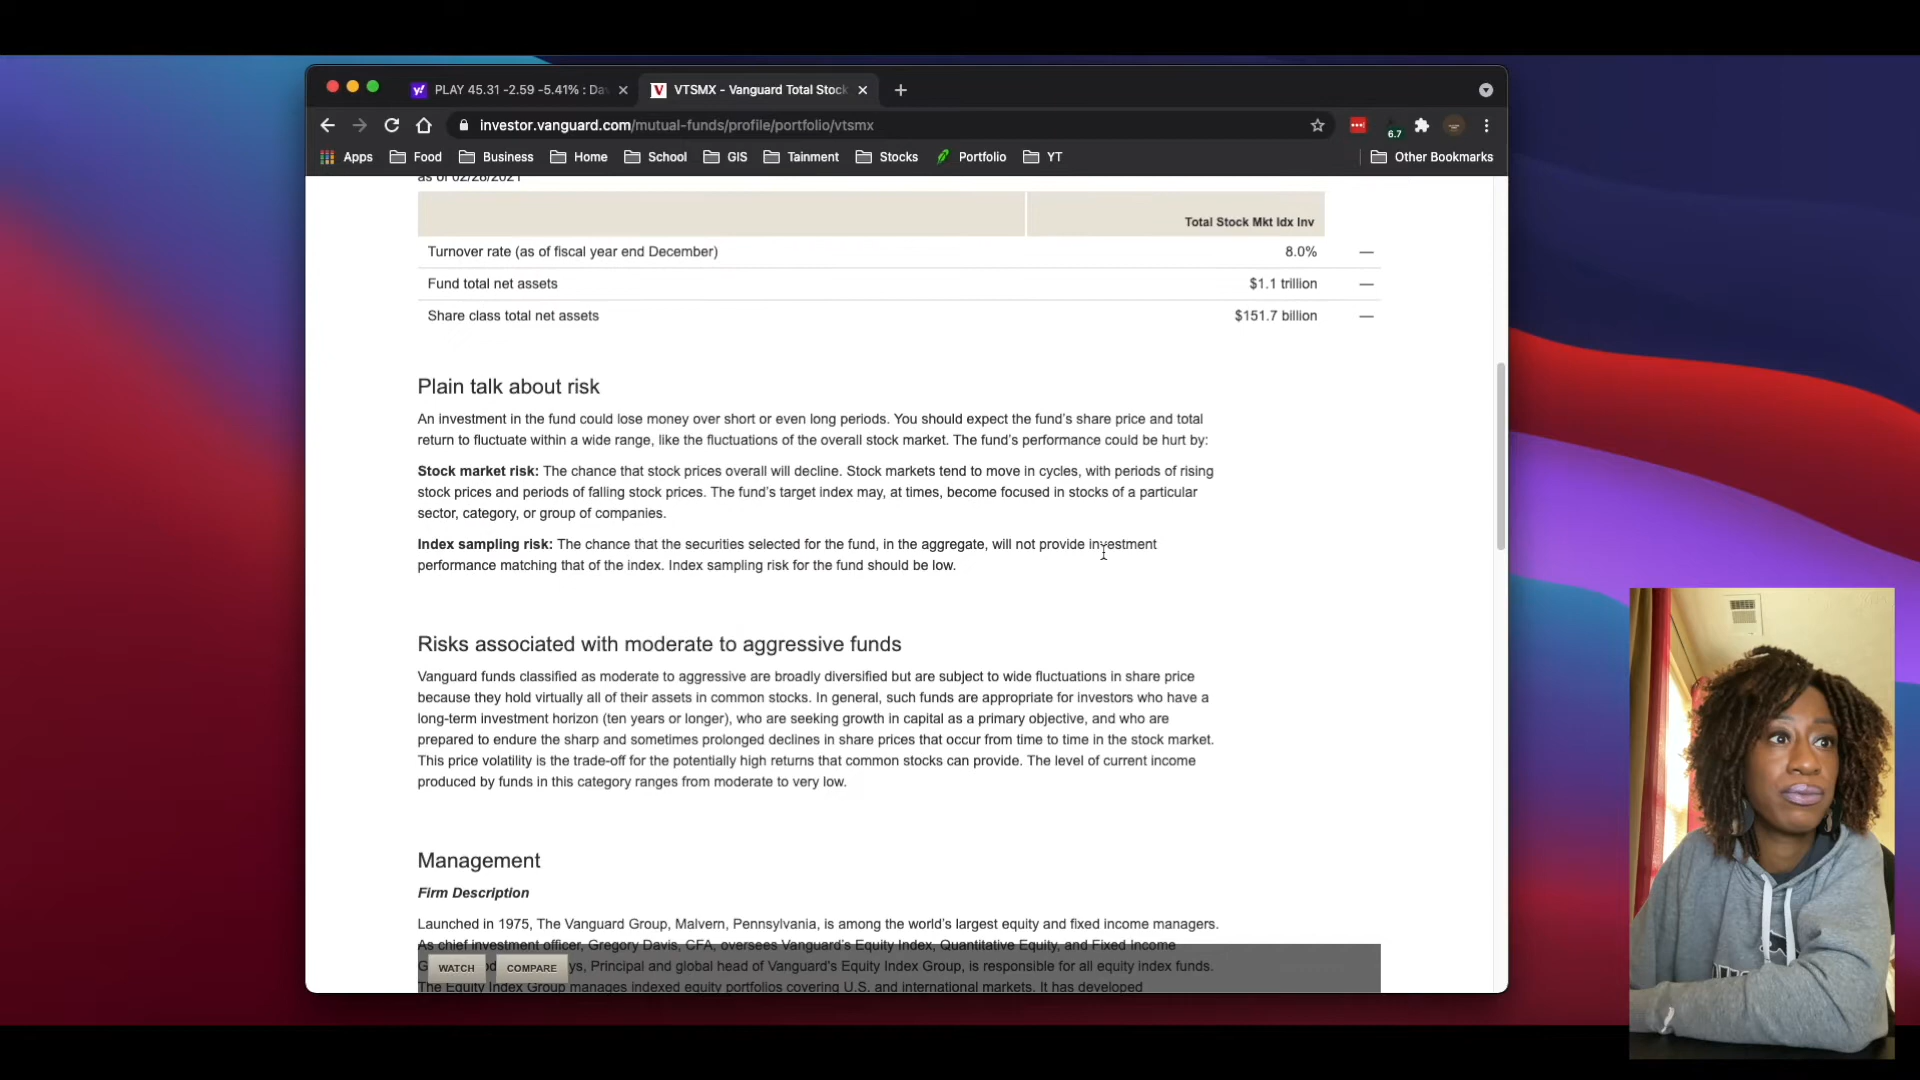 PLAY 45.31 -2.59 -5.41% : Da
VTSMX - Vanguard Total Stock
investor.vanguard.com/mutual-funds/profile/portfolio/vtsmx
6.7
Apps Food Business Home School GIS Tainment Stocks Portfolio YT Other Bookmarks
as of 02/28/2021
Total Stock Mkt Idx Inv
Turnover rate (as of fiscal year end December) 8.0% —
Fund total net assets $1.1 trillion —
Share class total net assets $151.7 billion —
Plain talk about risk
An investment in the fund could lose money over short or even long periods. You should expect the fund's share price and total
return to fluctuate within a wide range, like the fluctuations of the overall stock market. The fund's performance could be hurt by:
Stock market risk: The chance that stock prices overall will decline. Stock markets tend to move in cycles, with periods of rising
stock prices and periods of falling stock prices. The fund's target index may, at times, become focused in stocks of a particular
sector, category, or group of companies.
Index sampling risk: The chance that the securities selected for the fund, in the aggregate, will not provide investment
performance matching that of the index. Index sampling risk for the fund should be low.
Risks associated with moderate to aggressive funds
Vanguard funds classified as moderate to aggressive are broadly diversified but are subject to wide fluctuations in share price
because they hold virtually all of their assets in common stocks. In general, such funds are appropriate for investors who have a
long-term investment horizon (ten years or longer), who are seeking growth in capital as a primary objective, and who are
prepared to endure the sharp and sometimes prolonged declines in share prices that occur from time to time in the stock market.
This price volatility is the trade-off for the potentially high returns that common stocks can provide. The level of current income
produced by funds in this category ranges from moderate to very low.
Management
Firm Description
Launched in 1975, The Vanguard Group, Malvern, Pennsylvania, is among the world's largest equity and fixed income managers.
As chief investment officer, Gregory Davis, CFA, oversees Vanguard's Equity Index, Quantitative Equity, and Fixed Income
WATCH COMPARE Principal and global head of Vanguard's Equity Index Group, is responsible for all equity index funds.
The Equity Index Group manages indexed equity portfolios covering U.S. and international markets. It has developed